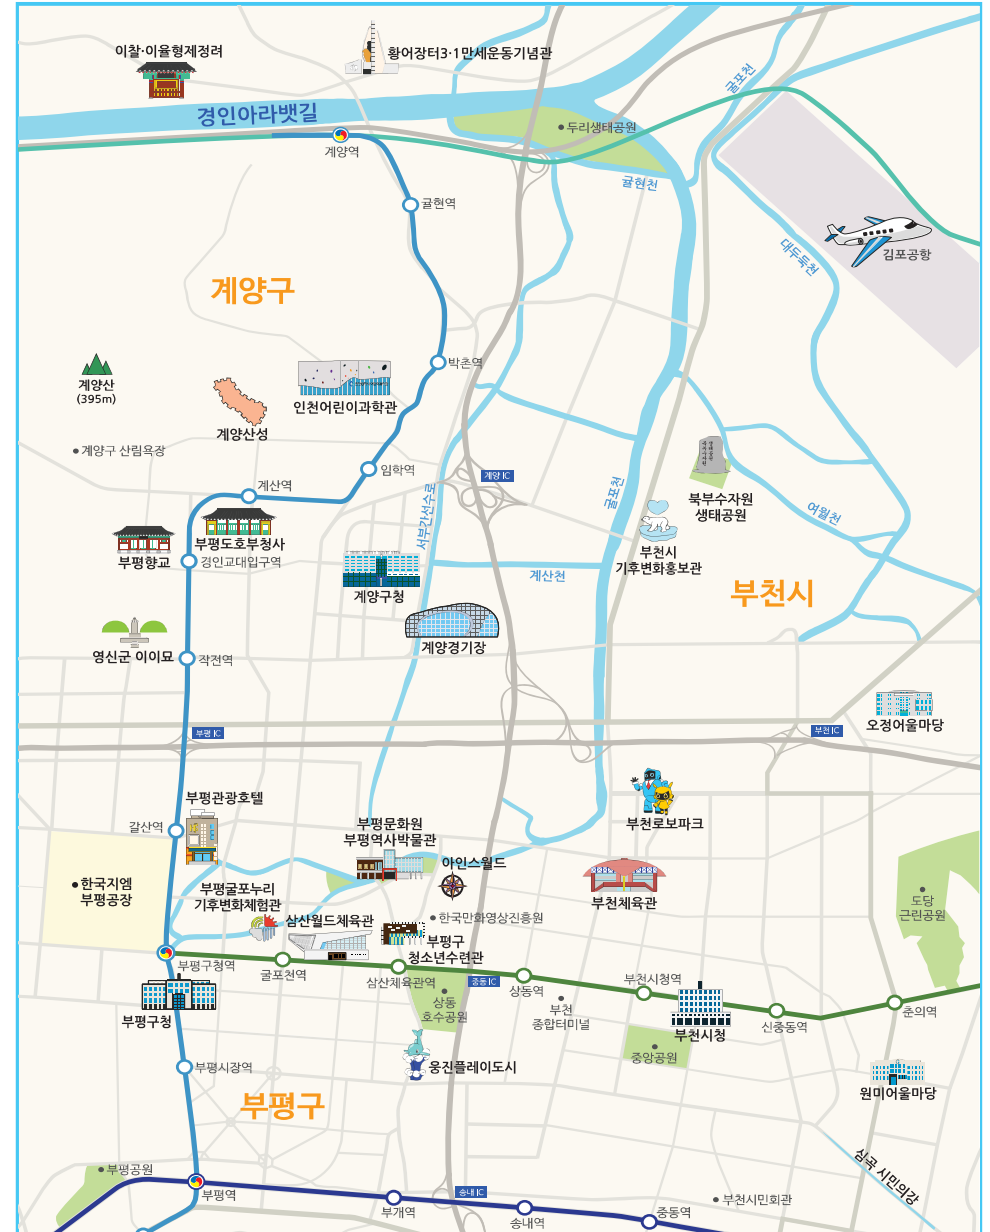 이찰·이율형제정려
황어장터3·1만세운동기념관
굴포천
경인아라뱃길
두리생태공원
계양역
귤현천
귤현역
대두둑천
김포공항
계양구
박촌역
계양산
(395m)
인천어린이과학관
계양산성
계양구 산림욕장
임학역
계양 IC
계산역
서부간선수로
굴포천
북부수자원
생태공원
여월천
부평도호부청사
부평향교
경인교대입구역
부천시
기후변화홍보관
계산천
계양구청
부천시
계양경기장
영신군 이이묘
작전역
오정어울마당
부평 IC
부천 IC
부평관광호텔
갈산역
부평문화원
부평역사박물관
부천로보파크
아인스월드
한국지엠
부평공장
부평굴포누리
기후변화체험관
부천체육관
도당
근린공원
삼산월드체육관
한국만화영상진흥원
부평구
청소년수련관
부평구청역
굴포천역
삼산체육관역
중동 IC
상동역
부천시청역
상동
호수공원
부천
종합터미널
부평구청
신중동역
춘의역
부천시청
중앙공원
부평시장역
웅진플레이도시
원미어울마당
부평구
심곡 시민의강
부평공원
부평역
송내 IC
부개역
송내역
중동역
부천시민회관